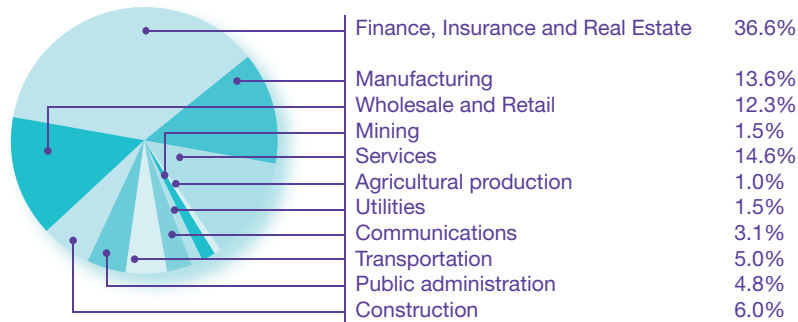 Finance, Insurance and Real Estate 36.6%
Manufacturing 13.6%
Wholesale and Retail 12.3%
Mining 1.5%
Services 14.6%
Agricultural production 1.0%
Utilities 1.5%
Communications 3.1%
Transportation 5.0%
Public administration 4.8%
Construction 6.0%